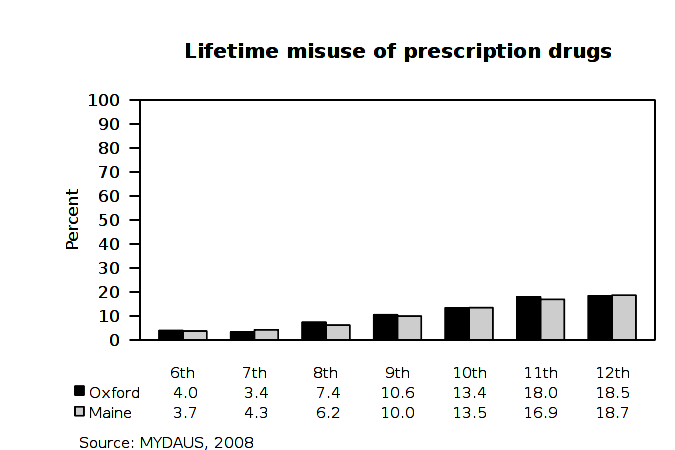 Lifetime misuse of prescription drugs
100
90
80
70
60
50
40
30
20
10
0
Percent
6th 7th 8th 9th 10th 11th 12th
Oxford 4.0 3.4 7.4 10.6 13.4 18.0 18.5
Maine 3.7 4.3 6.2 10.0 13.5 16.9 18.7
Source: MYDAUS, 2008